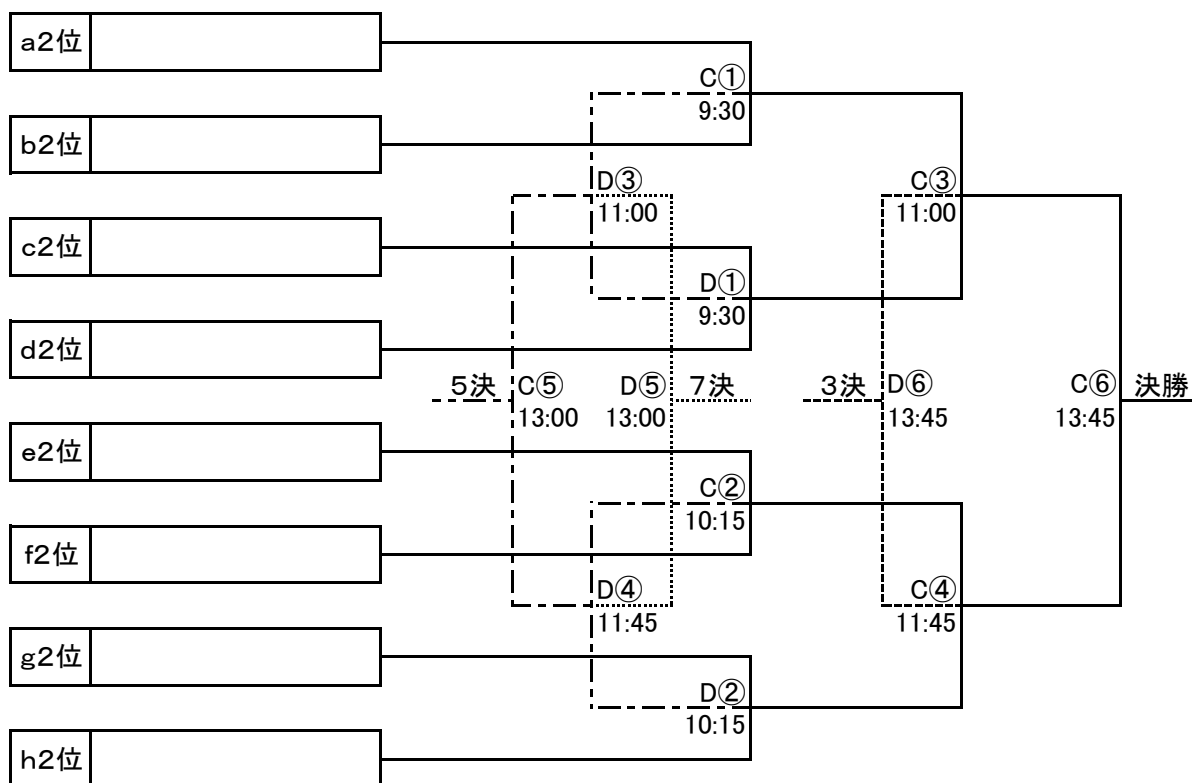 a2位
C①
9:30
b2位
D③
11:00
C③
11:00
c2位
D①
9:30
d2位
5決
C⑤
13:00
D⑤
13:00
7決
3決
D⑥
13:45
C⑥
13:45
決勝
e2位
C②
10:15
f2位
D④
11:45
C④
11:45
g2位
D②
10:15
h2位